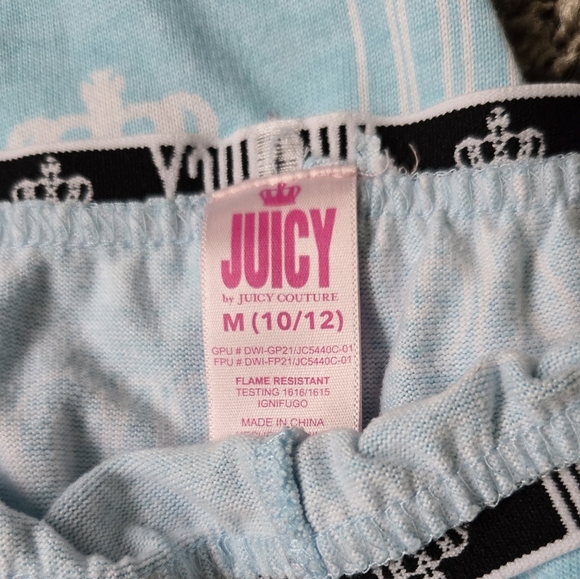 JUICY
JUICY
by JUICY COUTURE
M (10/12)
GPU # DWI-GP21/JC5440C-01
FPU # DWI-FP21/JC5440C-01
FLAME RESISTANT
TESTING 1616/1615
IGNIFUGO
MADE IN CHINA